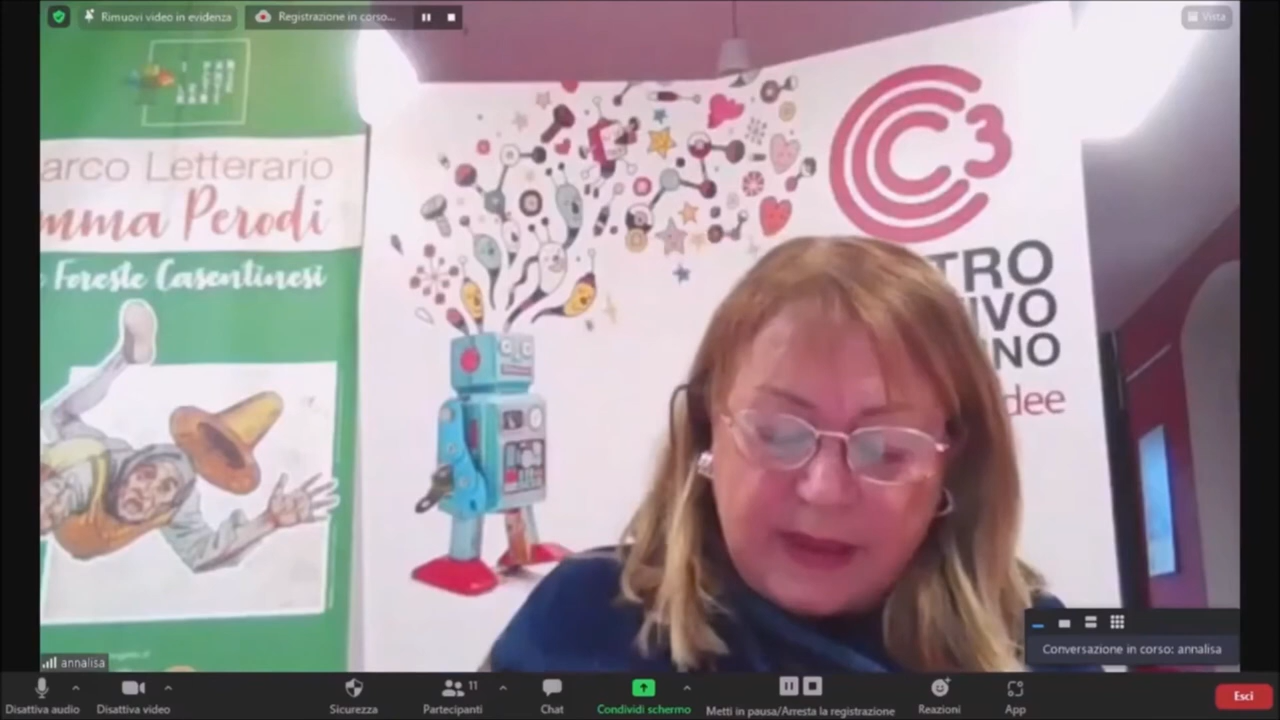 Rimuovi video in evidenza
Registrazione in corso...
Vista
arco Letterario
mma Perodi
Foreste Casentinesi
C3
TRO
IVO
NO
dee
annalisa
Conversazione in corso: annalisa
Disattiva audio
Disattiva video
Sicurezza
Partecipanti
11
Chat
Condividi schermo
Metti in pausa/Arresta la registrazione
Reazioni
App
Esci